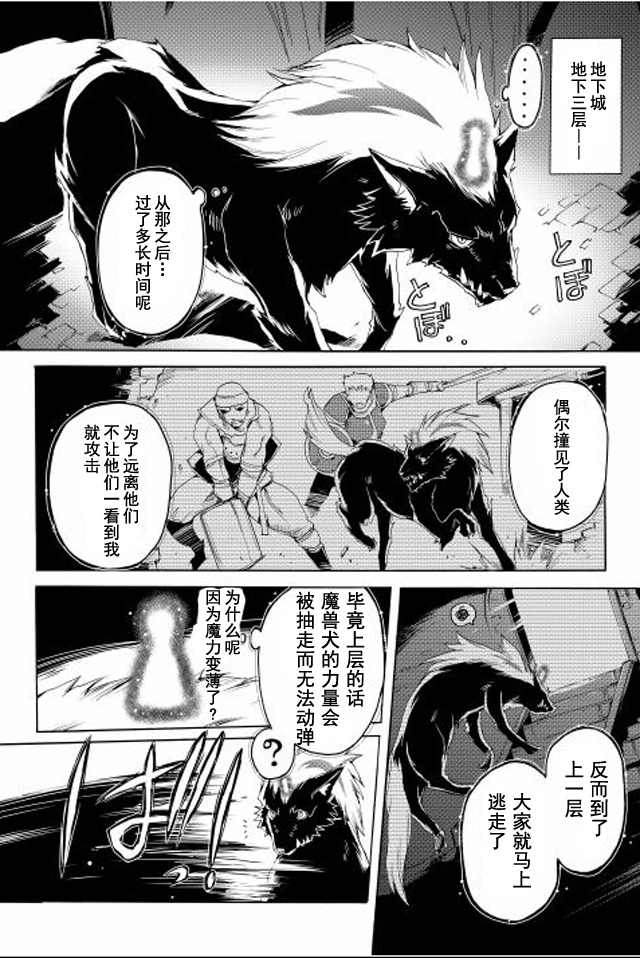 地下城
地下三层──
······
从那之后…
过了多长时间呢
とぼ
とぼ…
偶尔撞见了人类
为了远离他们
不让他们一看到我
就攻击
反而到了
上一层
大家就马上
逃走了
毕竟上层的话
魔兽犬的力量会
被抽走而无法动弹
为什么呢
因为魔力变薄了?
?